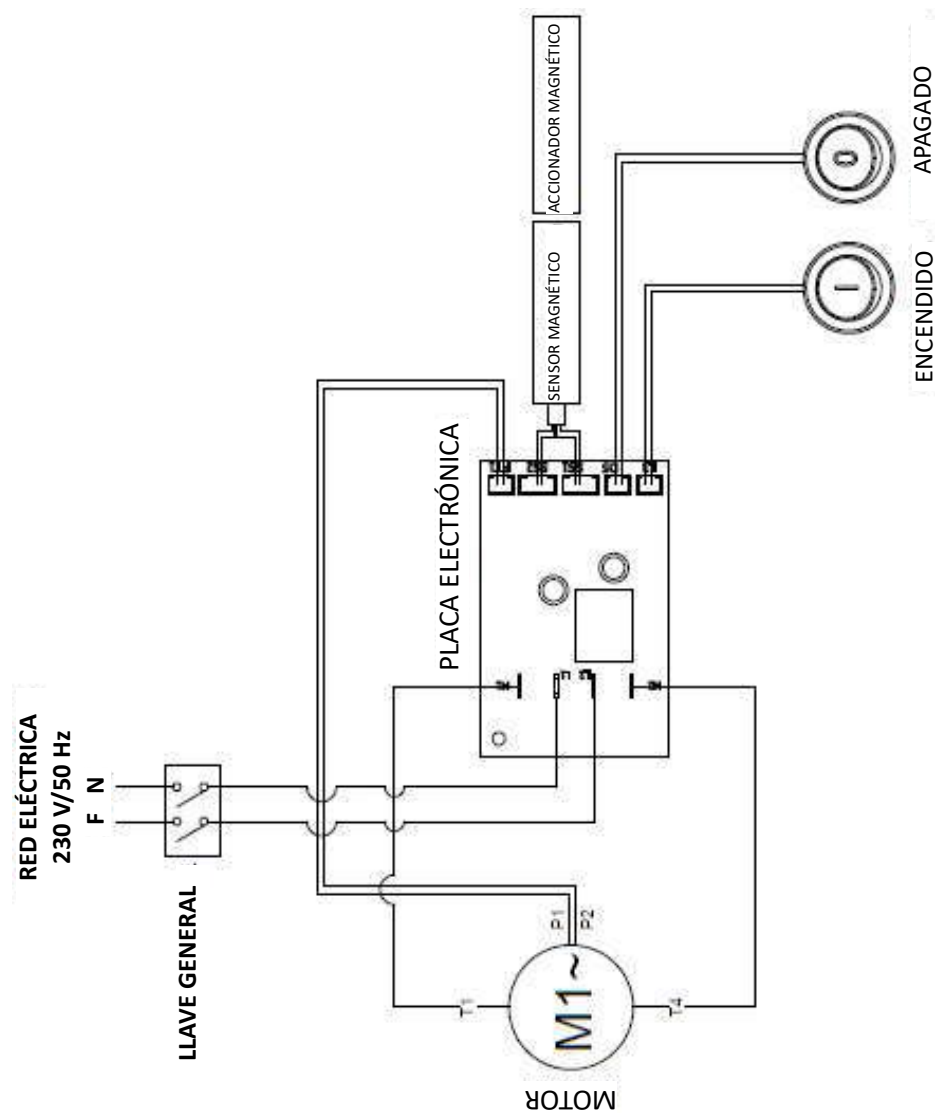 RED ELÉCTRICA
230 V/50 Hz
F N
LLAVE GENERAL
PLACA ELECTRÓNICA
SENSOR MAGNÉTICO
ACCIONADOR MAGNÉTICO
ENCENDIDO
APAGADO
I
0
T1
P1
P2
M1~
T4
MOTOR